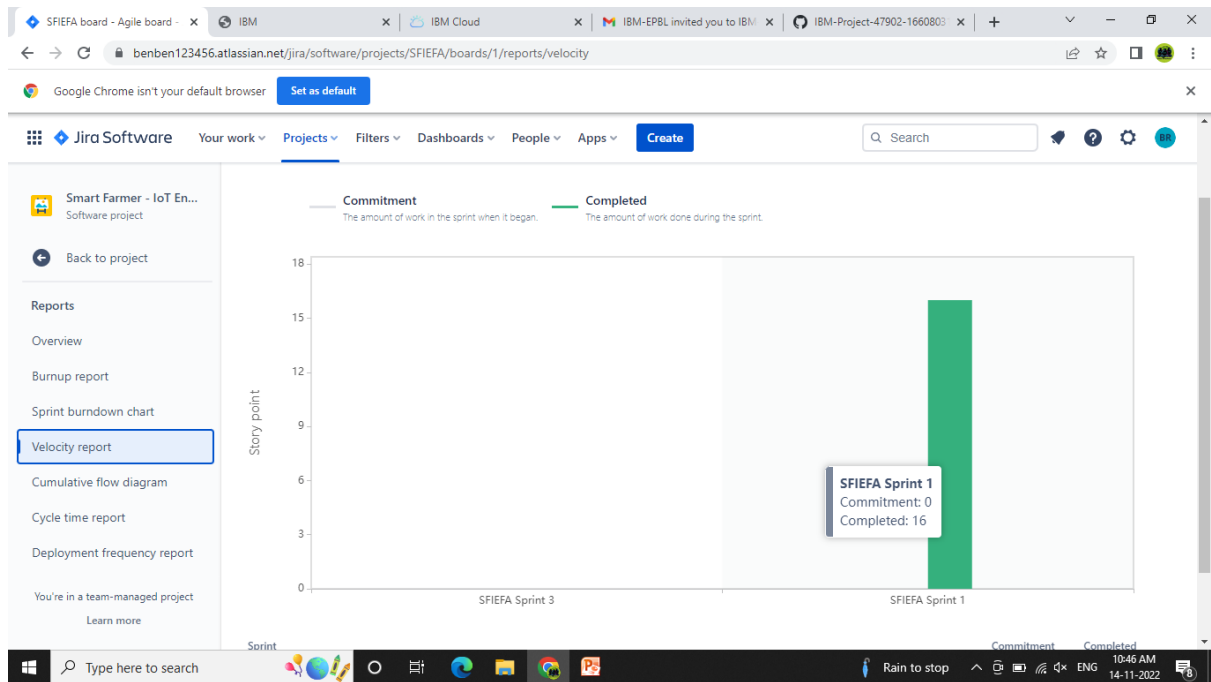 SFIEFA board - Agile board -
IBM
IBM Cloud
IBM-EPBL invited you to IBM
IBM-Project-47902-1660803
benben123456.atlassian.net/jira/software/projects/SFIEFA/boards/1/reports/velocity
Google Chrome isn't your default browser
Set as default
Jira Software
Your work
Projects
Filters
Dashboards
People
Apps
Create
Search
BR
Smart Farmer - IoT En...
Software project
Back to project
Reports
Overview
Burnup report
Sprint burndown chart
Velocity report
Cumulative flow diagram
Cycle time report
Deployment frequency report
You're in a team-managed project
Learn more
Commitment
The amount of work in the sprint when it began.
Completed
The amount of work done during the sprint.
18
15
12
9
6
3
0
Story point
SFIEFA Sprint 1
Commitment: 0
Completed: 16
SFIEFA Sprint 3
SFIEFA Sprint 1
Sprint
Commitment
Completed
Type here to search
Rain to stop
ENG
10:46 AM
14-11-2022
8